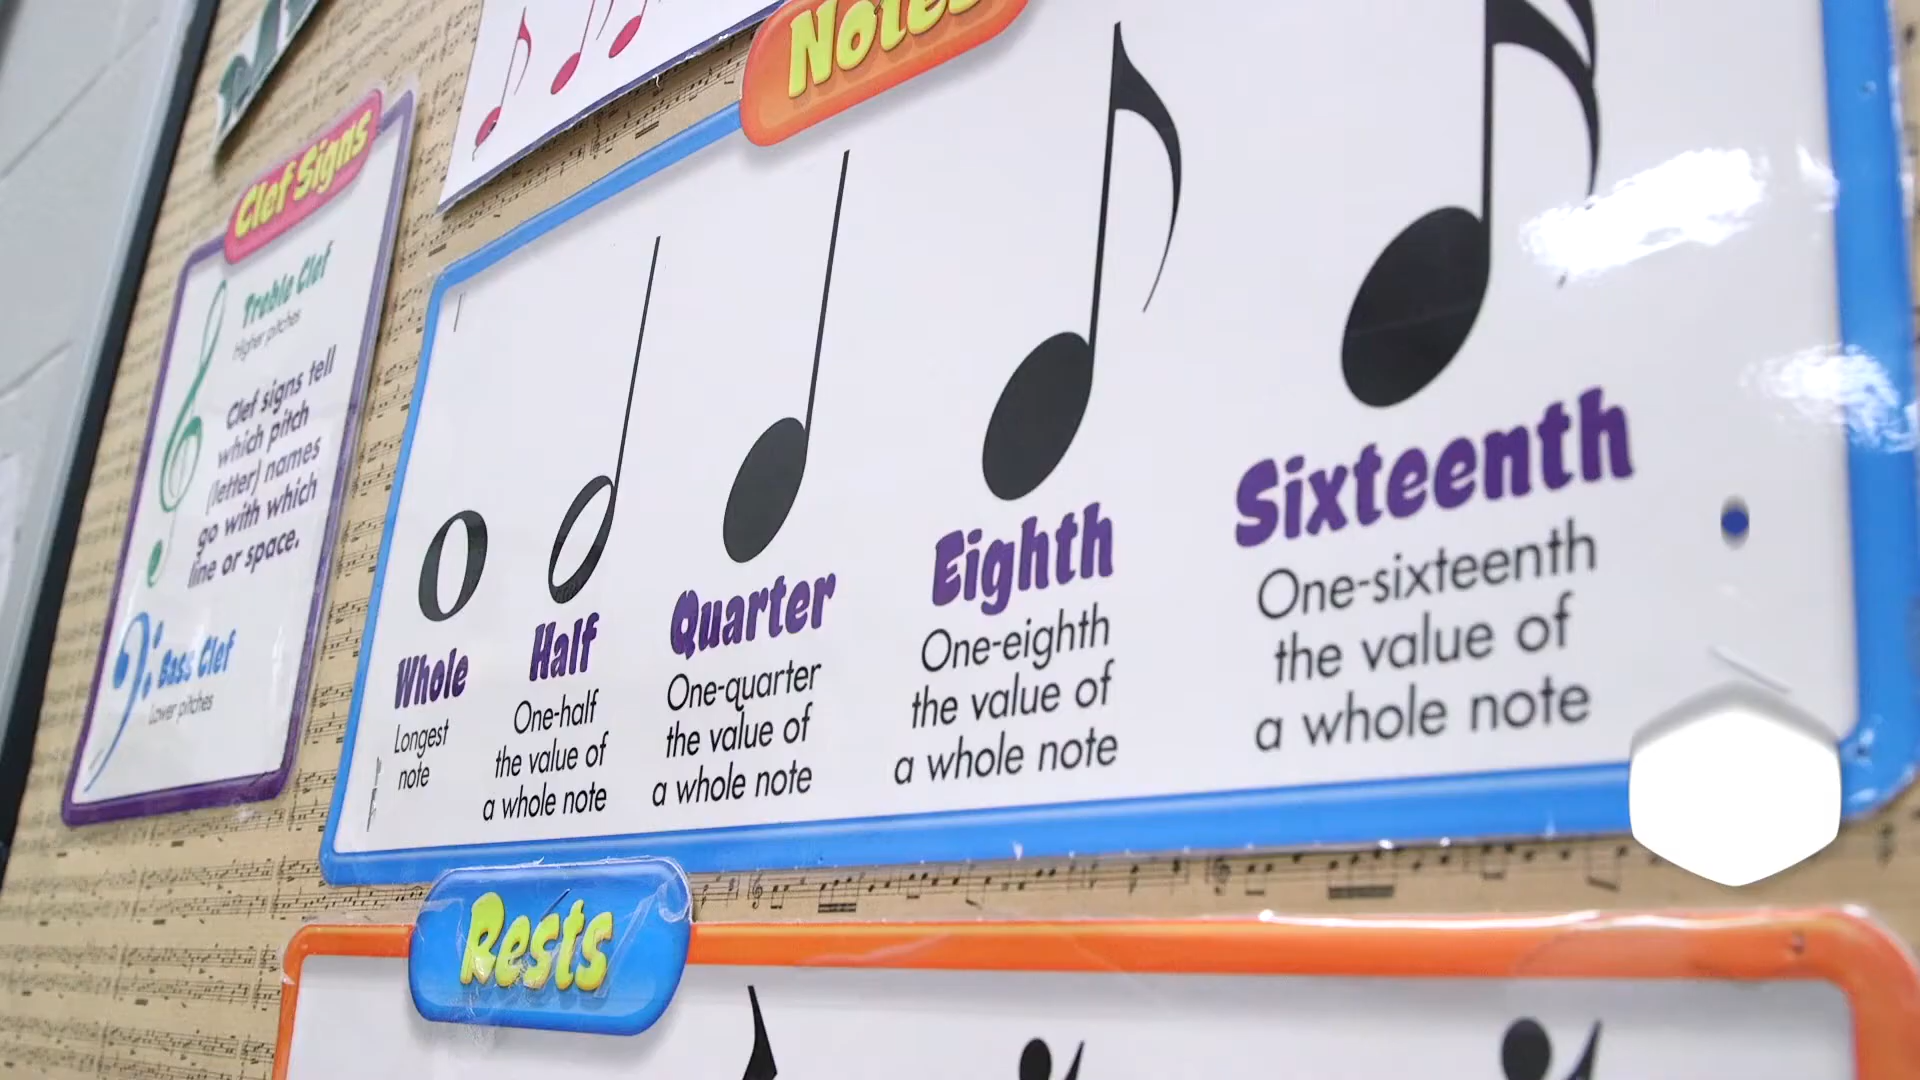 Notes
Clef Signs
Treble Clef
Higher pitches
Clef signs tell
which pitch
(letter) names
go with which
line or space.
Bass Clef
Lower pitches
Whole
Longest
note
Half
One-half
the value of
a whole note
Quarter
One-quarter
the value of
a whole note
Eighth
One-eighth
the value of
a whole note
Sixteenth
One-sixteenth
the value of
a whole note
Rests